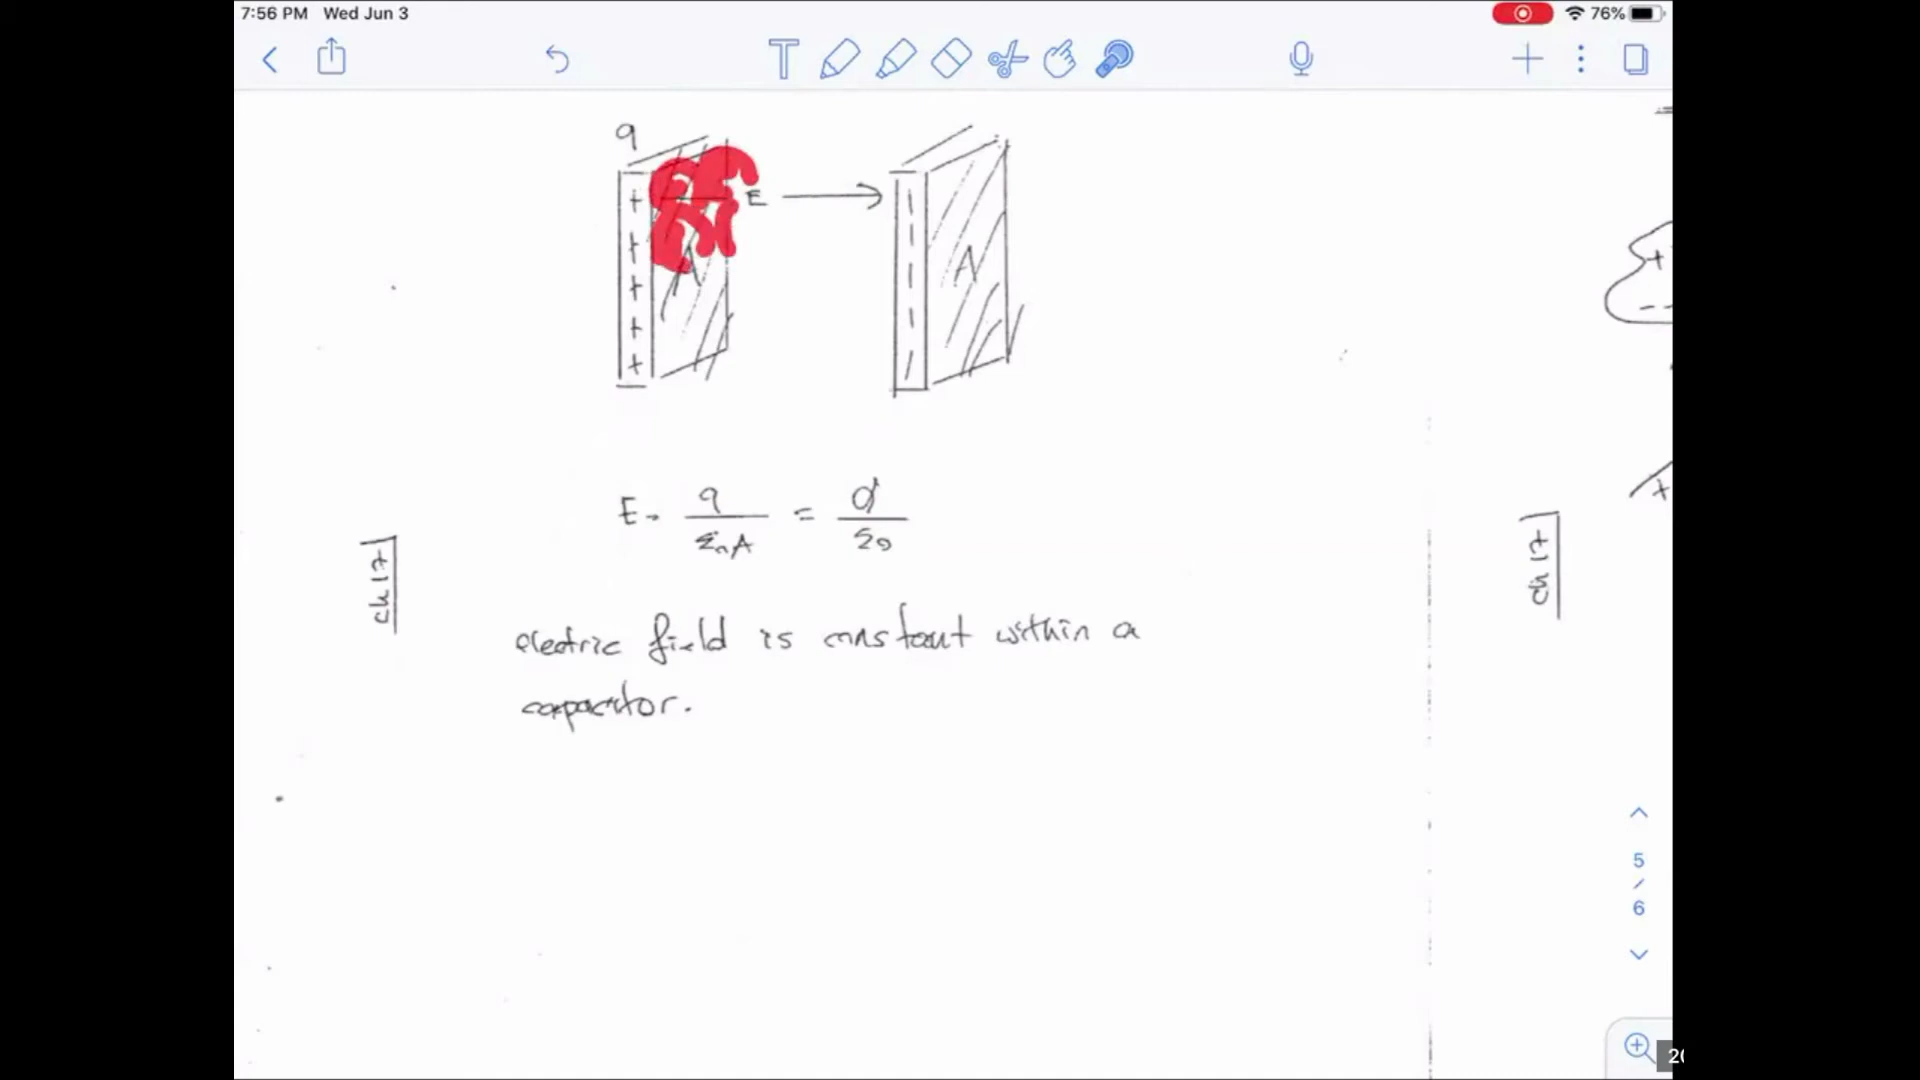 7:56 PM Wed Jun 3
76%
q
+ E
+
A A
+
+
+
E = q / ε₀A = σ / ε₀
ch 17
ch 17
electric field is constant within a
capacitor.
5
/
6